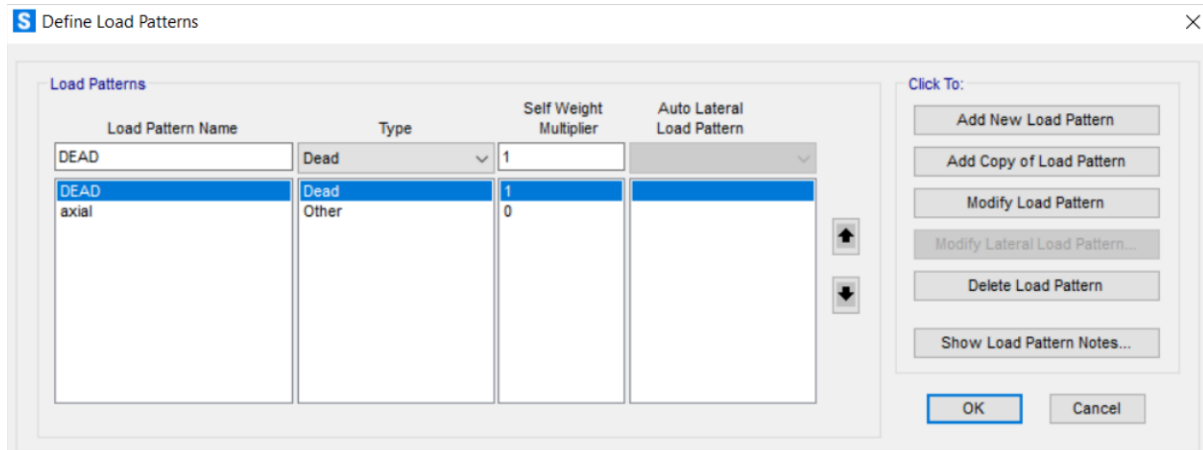 S Define Load Patterns
Load Patterns
Click To:
Load Pattern Name Type Self Weight Multiplier Auto Lateral Load Pattern
DEAD Dead 1
DEAD Dead 1
axial Other 0
Add New Load Pattern
Add Copy of Load Pattern
Modify Load Pattern
Modify Lateral Load Pattern...
Delete Load Pattern
Show Load Pattern Notes...
OK Cancel